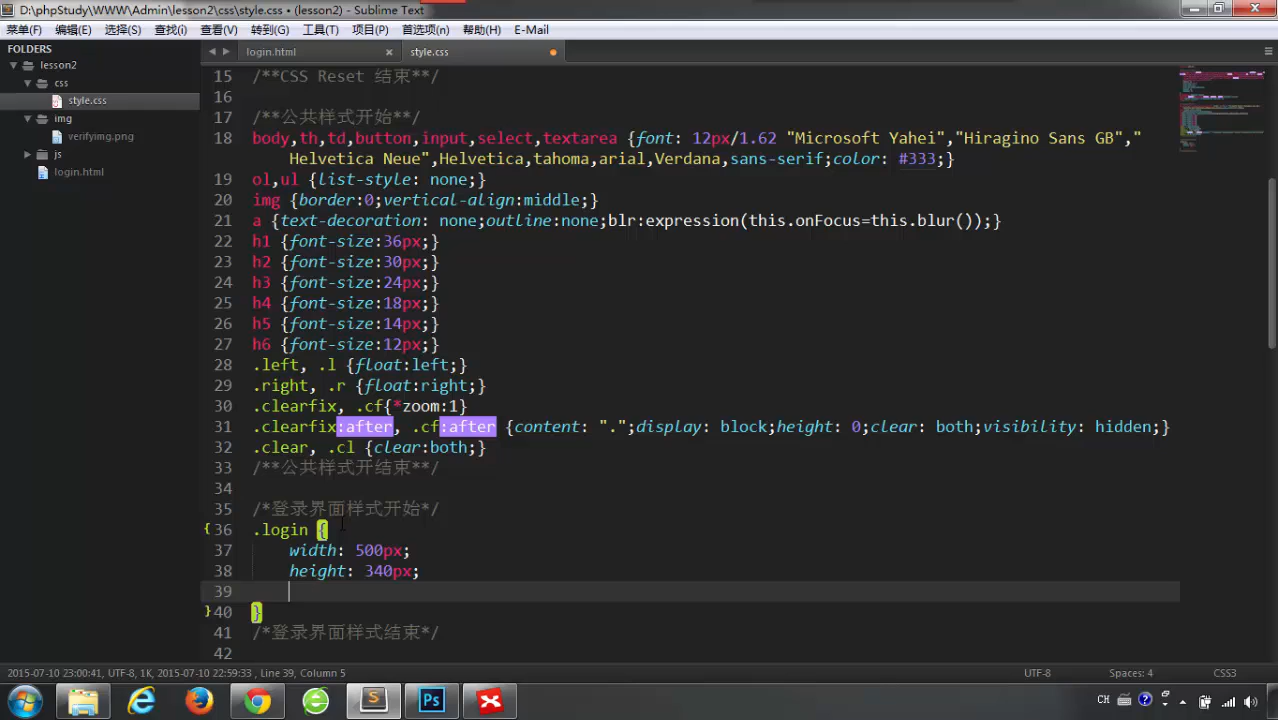 D:\phpStudy\WWW\Admin\lesson2\css\style.css • (lesson2) - Sublime Text
菜单(F) 编辑(E) 选择(S) 查找(I) 查看(V) 转到(G) 工具(T) 项目(P) 首选项(n) 帮助(H) E-Mail
FOLDERS
lesson2
css
style.css
img
verifyimg.png
js
login.html
login.html × style.css
15 /**CSS Reset 结束**/
16
17 /**公共样式开始**/
18 body,th,td,button,input,select,textarea {font: 12px/1.62 "Microsoft Yahei","Hiragino Sans GB","
Helvetica Neue",Helvetica,tahoma,arial,Verdana,sans-serif;color: #333;}
19 ol,ul {list-style: none;}
20 img {border:0;vertical-align:middle;}
21 a {text-decoration: none;outline:none;blr:expression(this.onFocus=this.blur());}
22 h1 {font-size:36px;}
23 h2 {font-size:30px;}
24 h3 {font-size:24px;}
25 h4 {font-size:18px;}
26 h5 {font-size:14px;}
27 h6 {font-size:12px;}
28 .left, .l {float:left;}
29 .right, .r {float:right;}
30 .clearfix, .cf{*zoom:1}
31 .clearfix:after, .cf:after {content: ".";display: block;height: 0;clear: both;visibility: hidden;}
32 .clear, .cl {clear:both;}
33 /**公共样式开结束**/
34
35 /*登录界面样式开始*/
{ 36 .login {
37 width: 500px;
38 height: 340px;
39
} 40 }
41 /*登录界面样式结束*/
42
2015-07-10 23:00:41, UTF-8, 1K, 2015-07-10 22:59:33 , Line 39, Column 5 UTF-8 Spaces: 4 CSS3
Ps CH